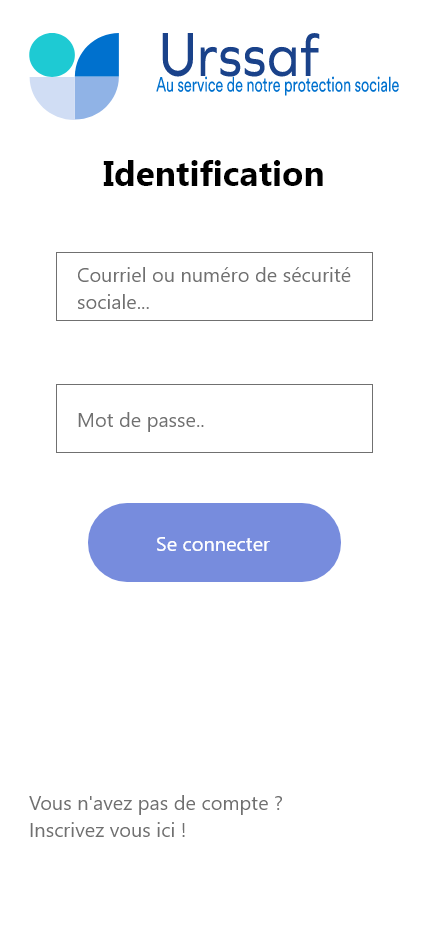 Urssaf
Au service de notre protection sociale
Identification
Courriel ou numéro de sécurité
sociale...
Mot de passe..
Se connecter
Vous n'avez pas de compte ?
Inscrivez vous ici !